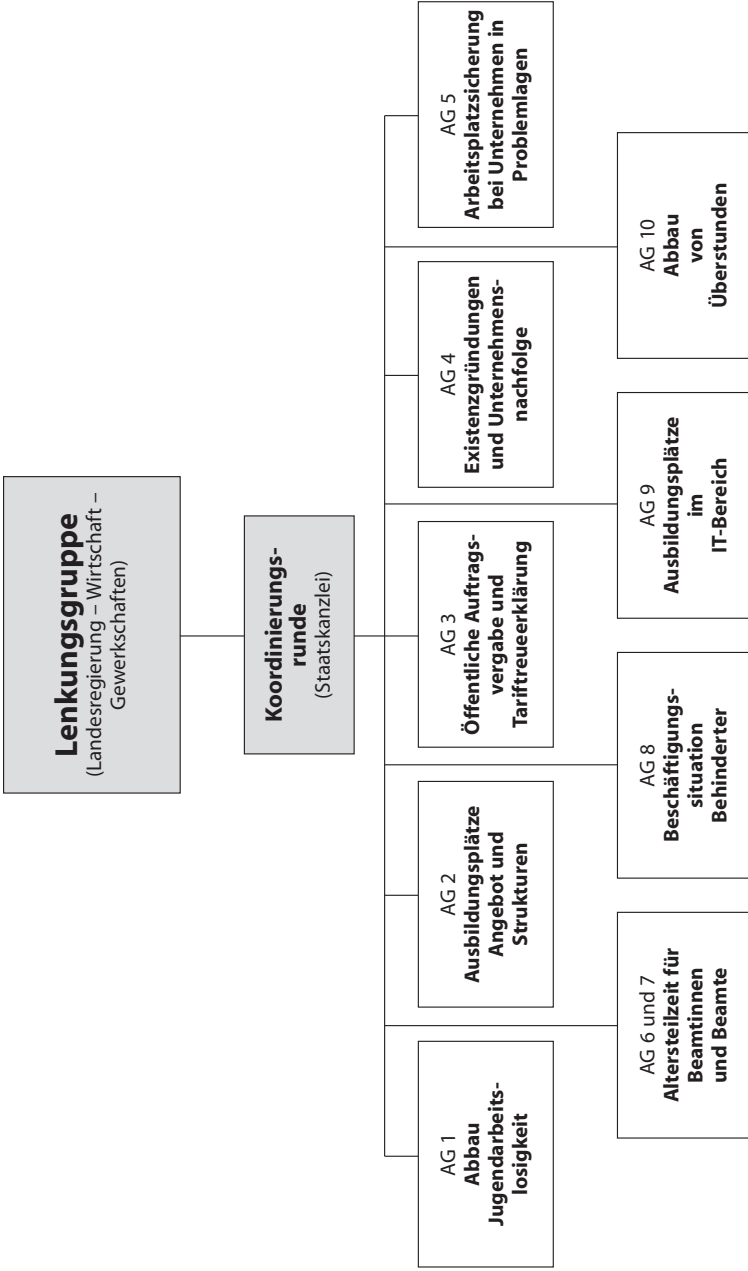 Lenkungsgruppe
(Landesregierung – Wirtschaft –
Gewerkschaften)
Koordinierungs-
runde
(Staatskanzlei)
AG 1
Abbau
Jugendarbeits-
losigkeit
AG 2
Ausbildungsplätze
Angebot und
Strukturen
AG 3
Öffentliche Auftrags-
vergabe und
Tariftreueerklärung
AG 4
Existenzgründungen
und Unternehmens-
nachfolge
AG 5
Arbeitsplatzsicherung
bei Unternehmen in
Problemlagen
AG 6 und 7
Altersteilzeit für
Beamtinnen
und Beamte
AG 8
Beschäftigungs-
situation
Behinderter
AG 9
Ausbildungsplätze
im
IT-Bereich
AG 10
Abbau
von
Überstunden